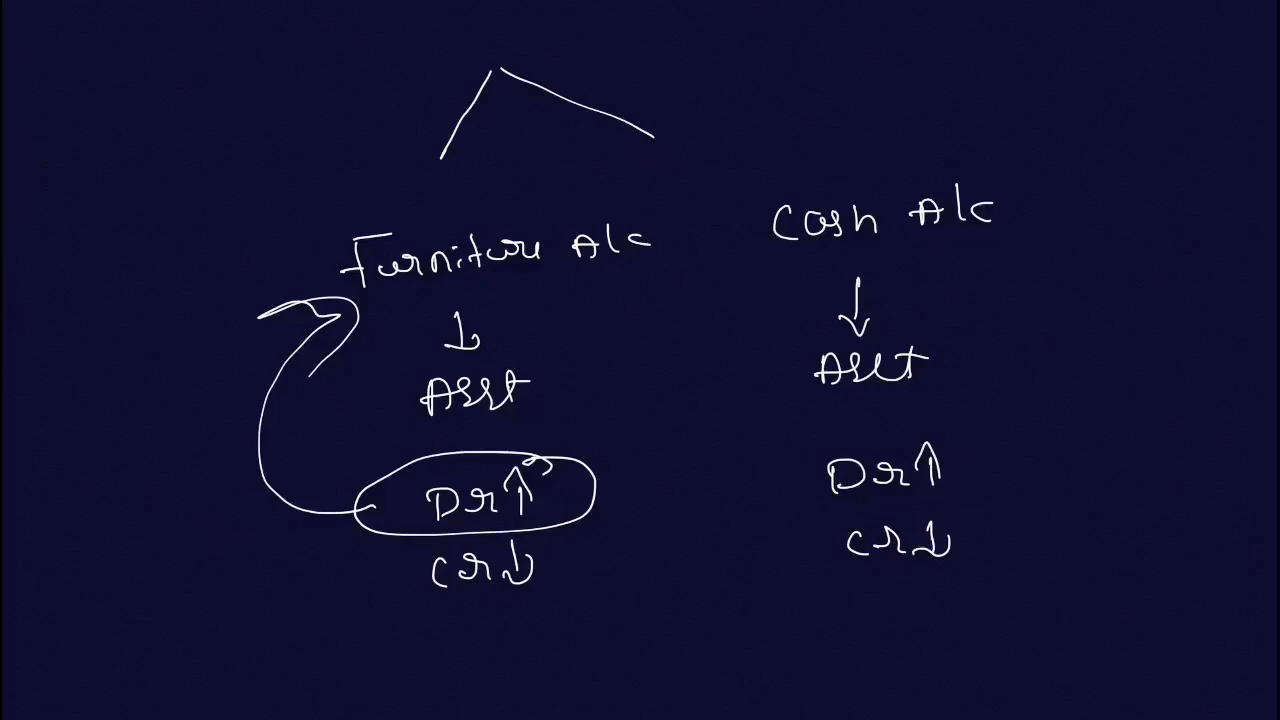 Furniture A/c
Asset
Dr↑
Cr↓
Cash A/c
↓
Asset
Dr↑
Cr↓